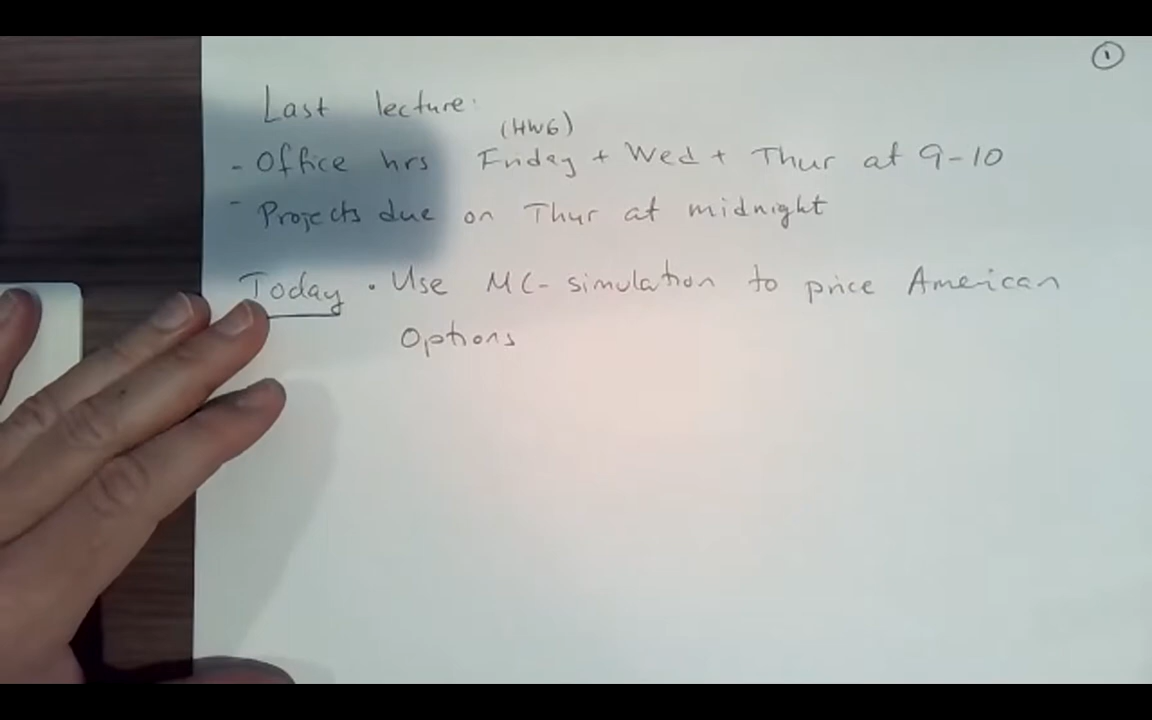 ①
Last lecture:
(HW6)
- Office hrs Friday + Wed + Thur at 9-10
- Projects due on Thur at midnight
Today • Use MC-simulation to price American
Options